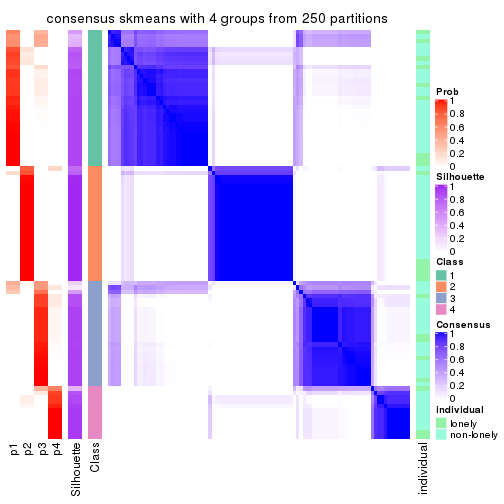 consensus skmeans with 4 groups from 250 partitions
Prob
1
0.8
0.6
0.4
0.2
0
Silhouette
1
0.8
0.6
0.4
0.2
0
Class
1
2
3
4
Consensus
1
0.8
0.6
0.4
0.2
0
individual
lonely
non-lonely
p1
p2
p3
p4
Silhouette
Class
individual